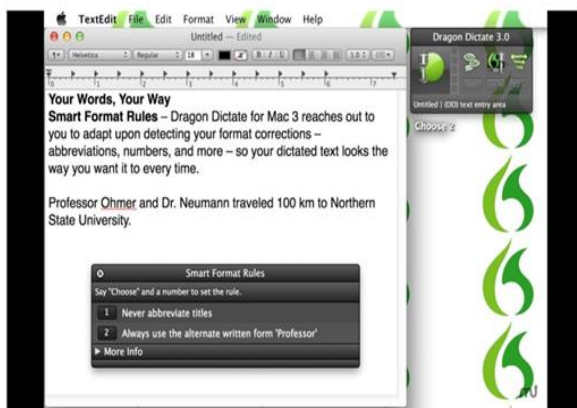 TextEdit File Edit Format View Window Help
Untitled — Edited
Helvetica Regular 18 B I U 1.0
Dragon Dictate 3.0
Untitled | (DD) text entry area
Choose 2
Your Words, Your Way
Smart Format Rules – Dragon Dictate for Mac 3 reaches out to
you to adapt upon detecting your format corrections –
abbreviations, numbers, and more – so your dictated text looks the
way you want it to every time.
Professor Ohmer and Dr. Neumann traveled 100 km to Northern
State University.
Smart Format Rules
Say "Choose" and a number to set the rule.
1 Never abbreviate titles
2 Always use the alternate written form 'Professor'
More Info